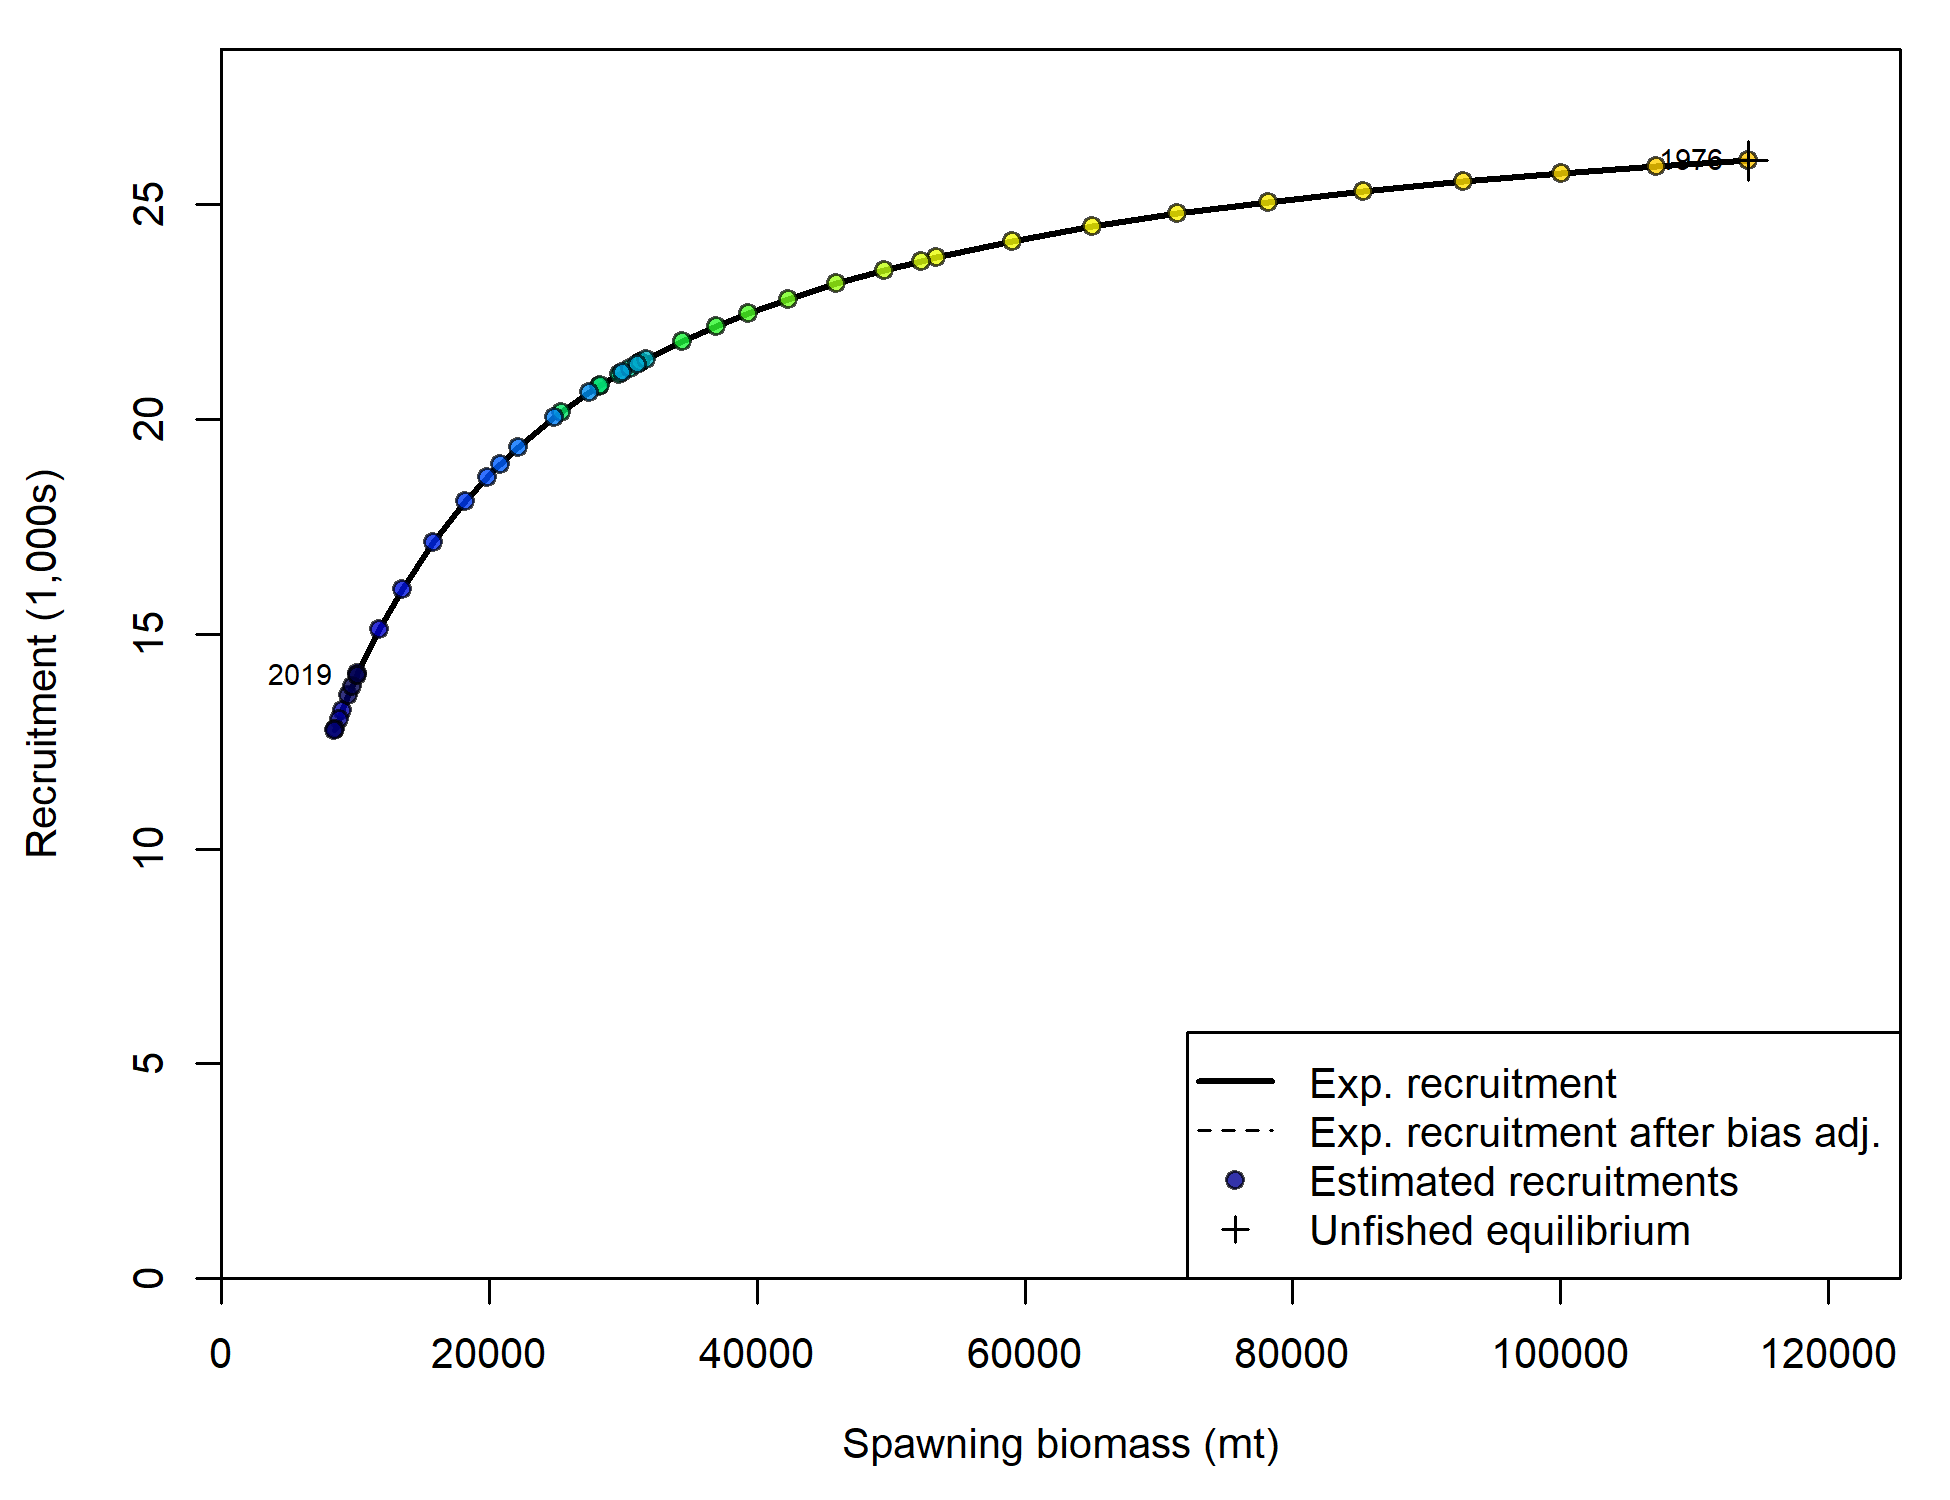 Recruitment (1,000s)
25
20
15
10
5
0
1976
2019
Exp. recruitment
Exp. recruitment after bias adj.
Estimated recruitments
Unfished equilibrium
0 20000 40000 60000 80000 100000 120000
Spawning biomass (mt)